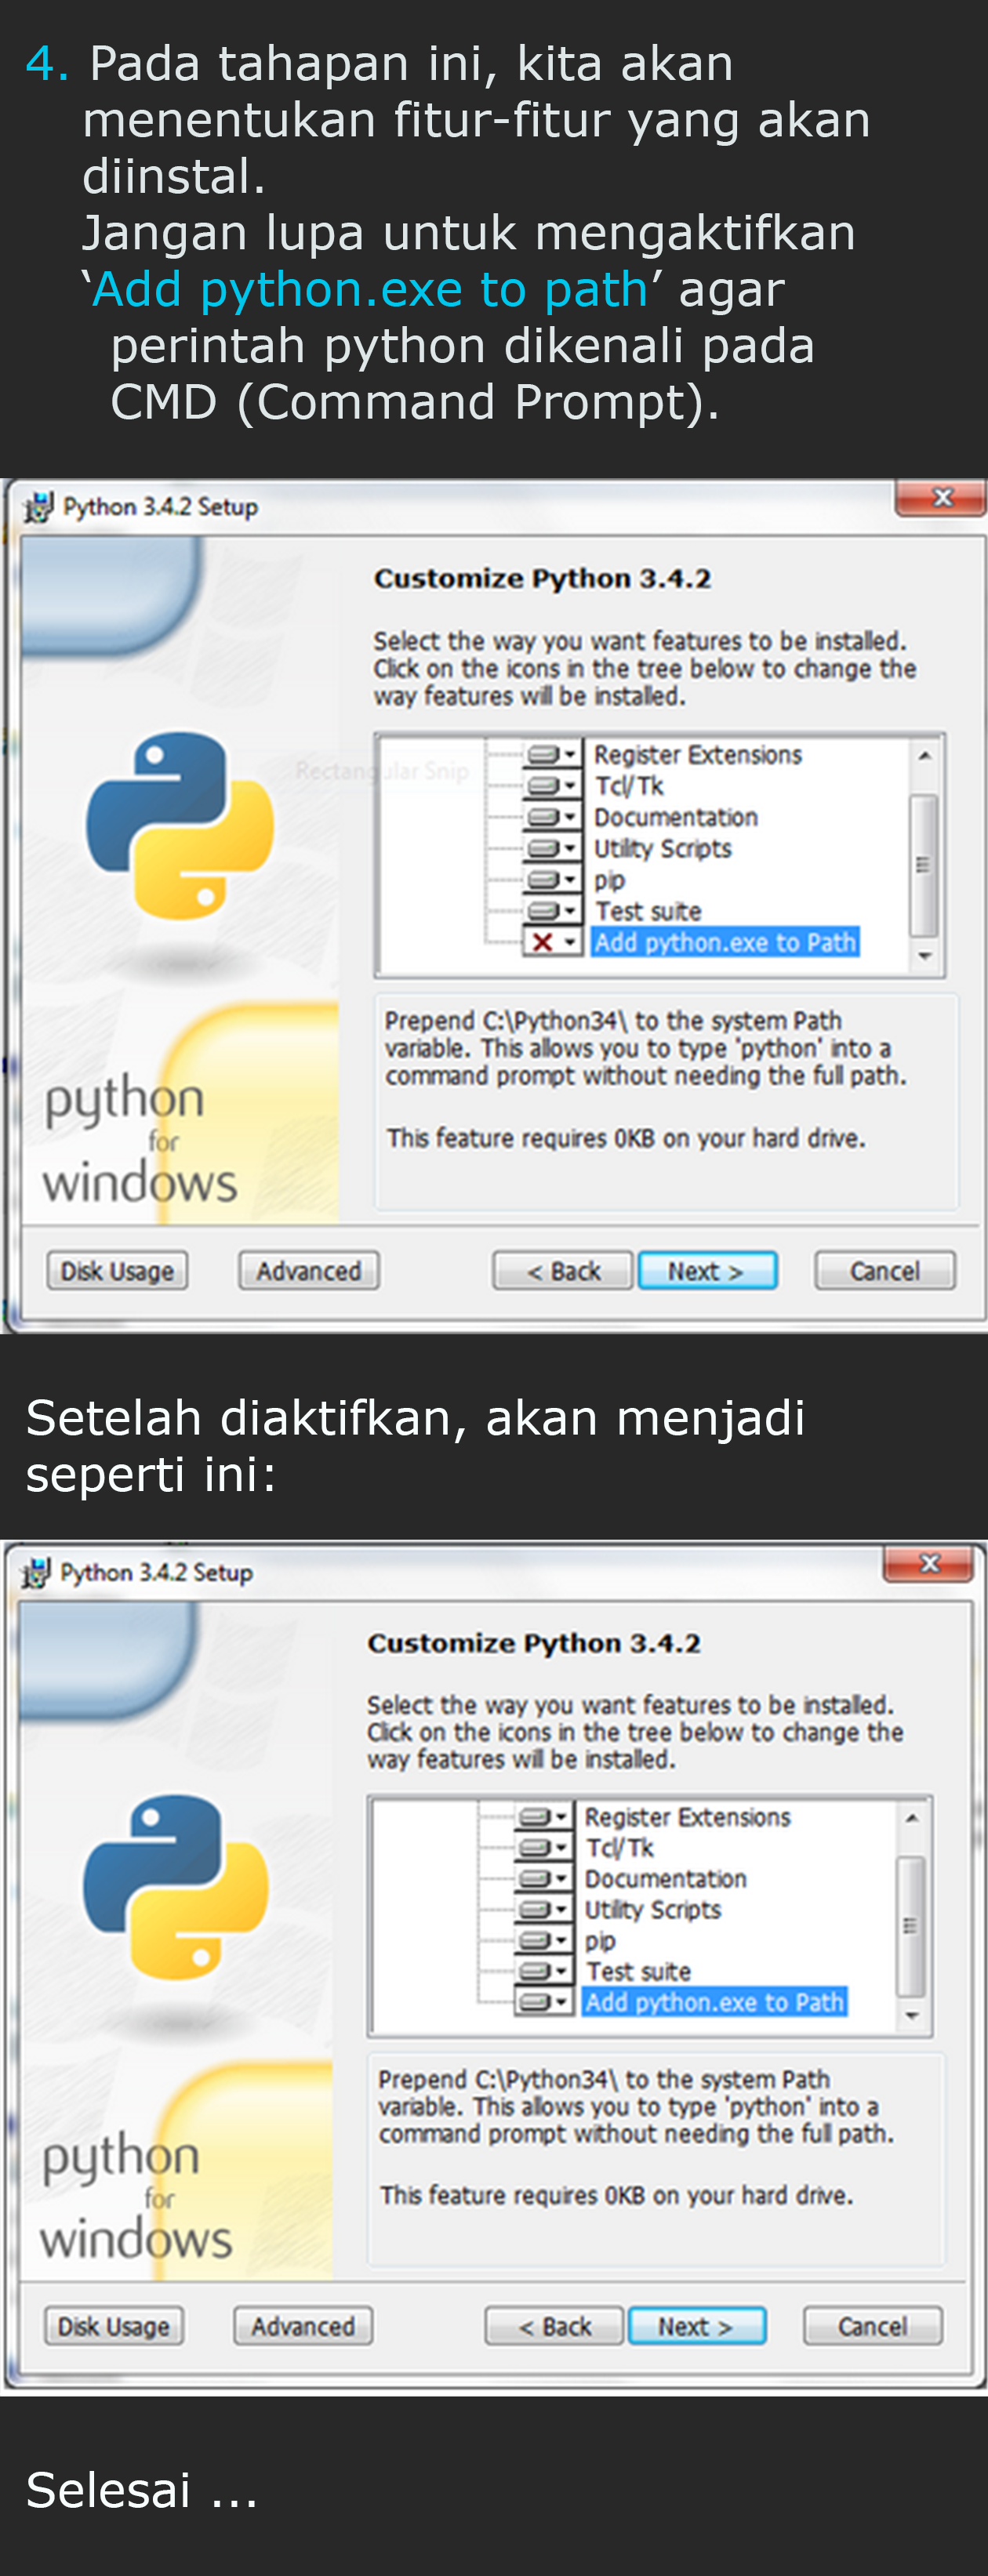 4. Pada tahapan ini, kita akan
menentukan fitur-fitur yang akan
diinstal.
Jangan lupa untuk mengaktifkan
‘Add python.exe to path’ agar
perintah python dikenali pada
CMD (Command Prompt).
Python 3.4.2 Setup
Customize Python 3.4.2
Select the way you want features to be installed.
Click on the icons in the tree below to change the
way features will be installed.
Rectangular Snip
Register Extensions
Tcl/Tk
Documentation
Utility Scripts
pip
Test suite
Add python.exe to Path
Prepend C:\Python34\ to the system Path
variable. This allows you to type 'python' into a
command prompt without needing the full path.
This feature requires 0KB on your hard drive.
python
for
windows
Disk Usage Advanced < Back Next > Cancel
Setelah diaktifkan, akan menjadi
seperti ini:
Python 3.4.2 Setup
Customize Python 3.4.2
Select the way you want features to be installed.
Click on the icons in the tree below to change the
way features will be installed.
Register Extensions
Tcl/Tk
Documentation
Utility Scripts
pip
Test suite
Add python.exe to Path
Prepend C:\Python34\ to the system Path
variable. This allows you to type 'python' into a
command prompt without needing the full path.
This feature requires 0KB on your hard drive.
python
for
windows
Disk Usage Advanced < Back Next > Cancel
Selesai ...